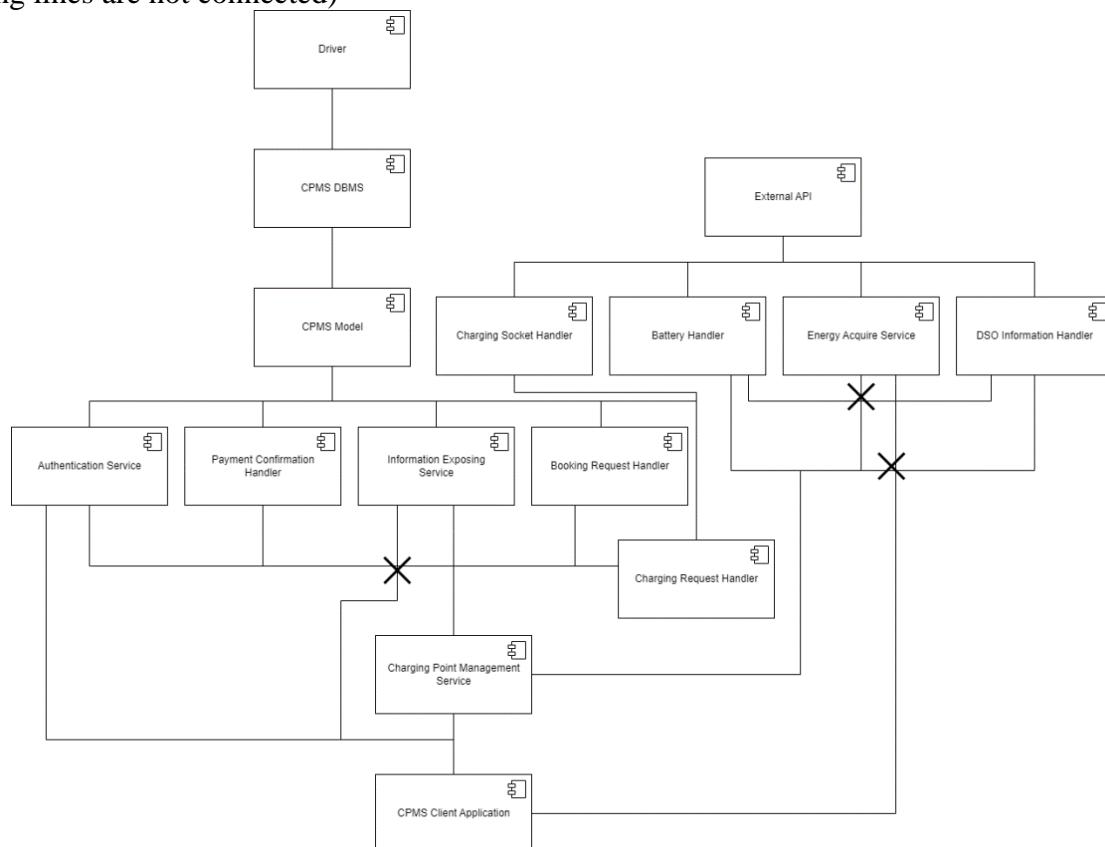 ng lines are not connected)
Driver
CPMS DBMS
External API
CPMS Model
Charging Socket Handler
Battery Handler
Energy Acquire Service
DSO Information Handler
Authentication Service
Payment Confirmation
Handler
Information Exposing
Service
Booking Request Handler
Charging Request Handler
Charging Point Management
Service
CPMS Client Application